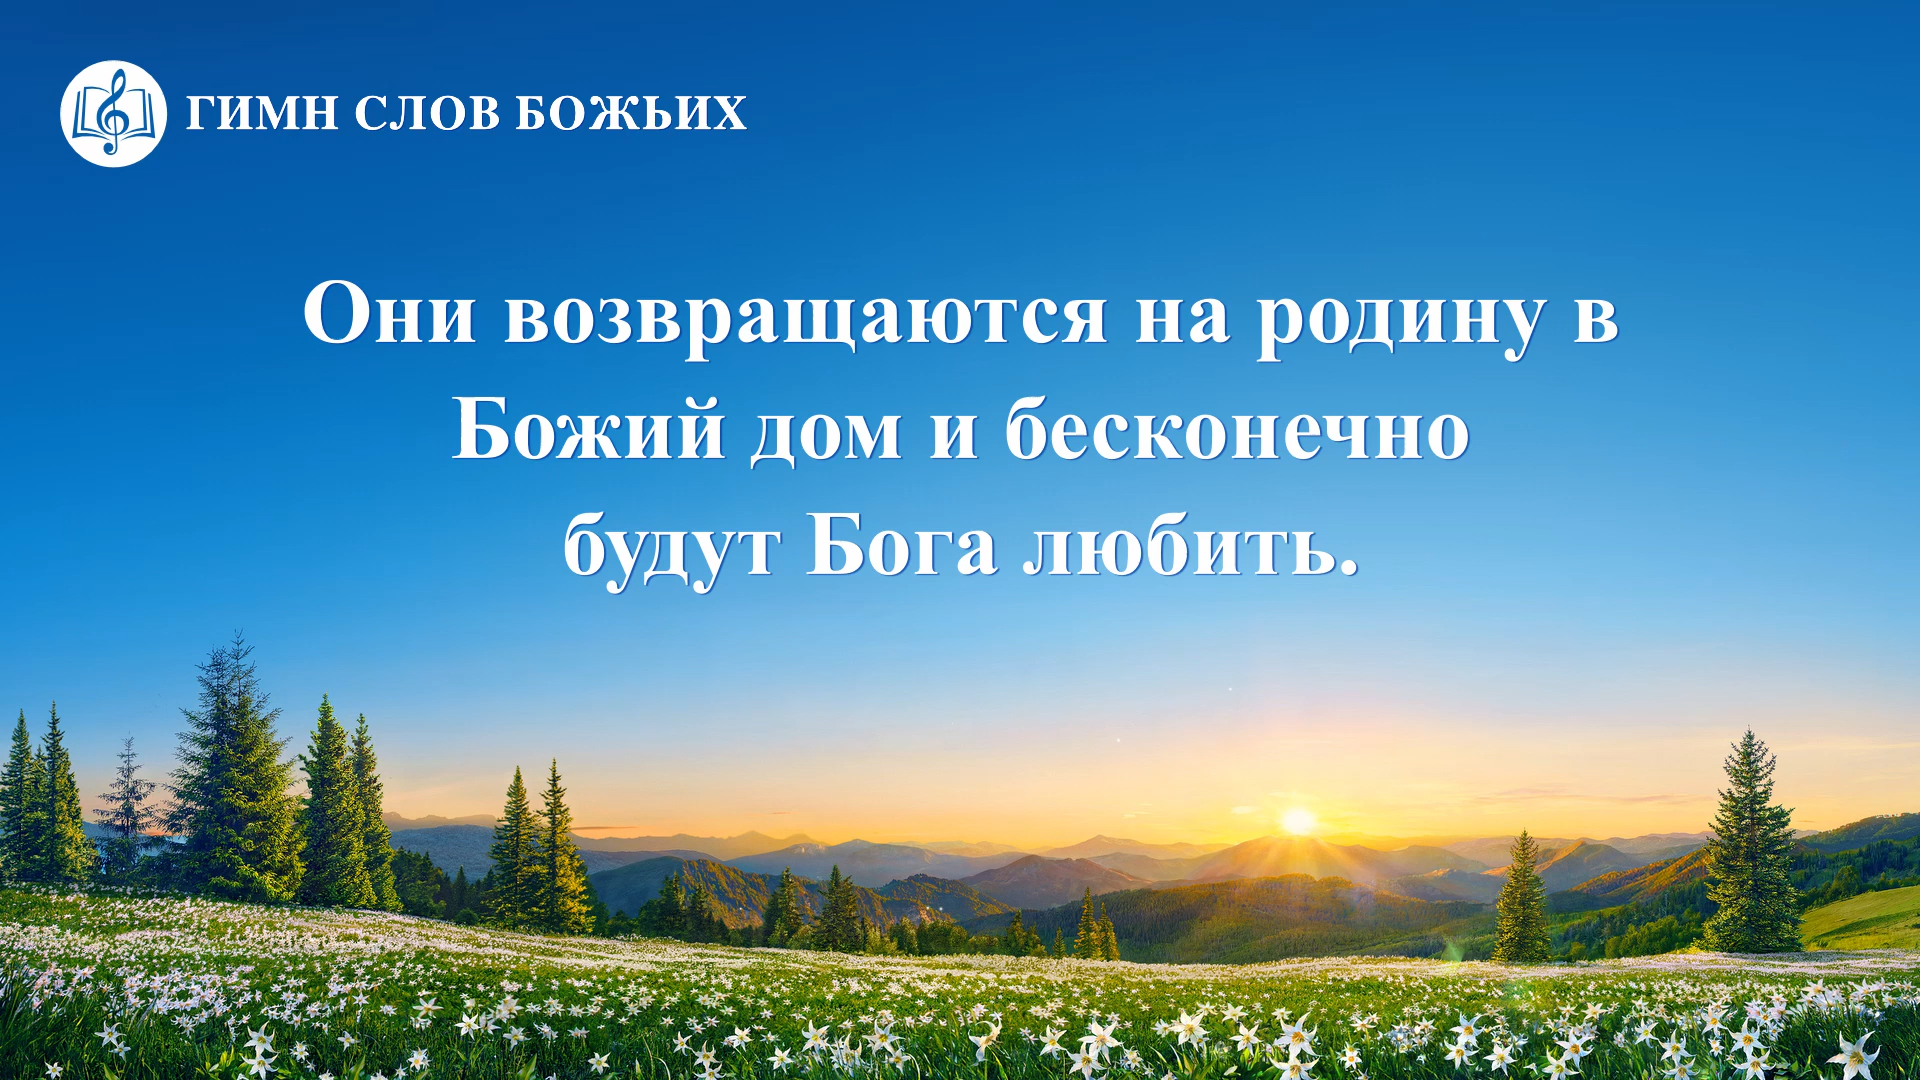 ГИМН СЛОВ БОЖЬИХ
Они возвращаются на родину в
Божий дом и бесконечно
будут Бога любить.